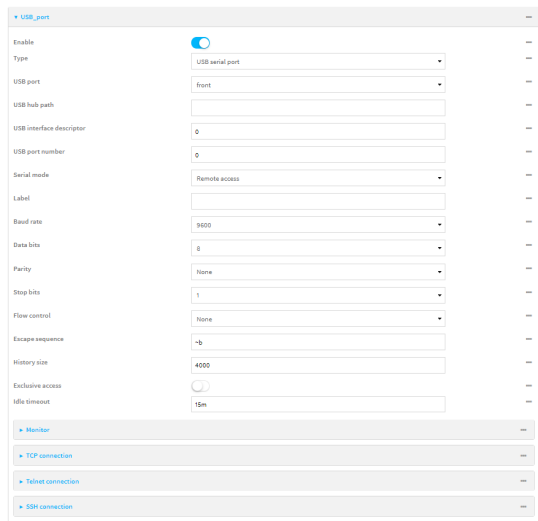 USB_port
Enable
Type USB serial port
USB port front
USB hub path
USB interface descriptor 0
USB port number 0
Serial mode Remote access
Label
Baud rate 9600
Data bits 8
Parity None
Stop bits 1
Flow control None
Escape sequence ~b
History size 4000
Exclusive access
Idle timeout 15m
Monitor
TCP connection
Telnet connection
SSH connection